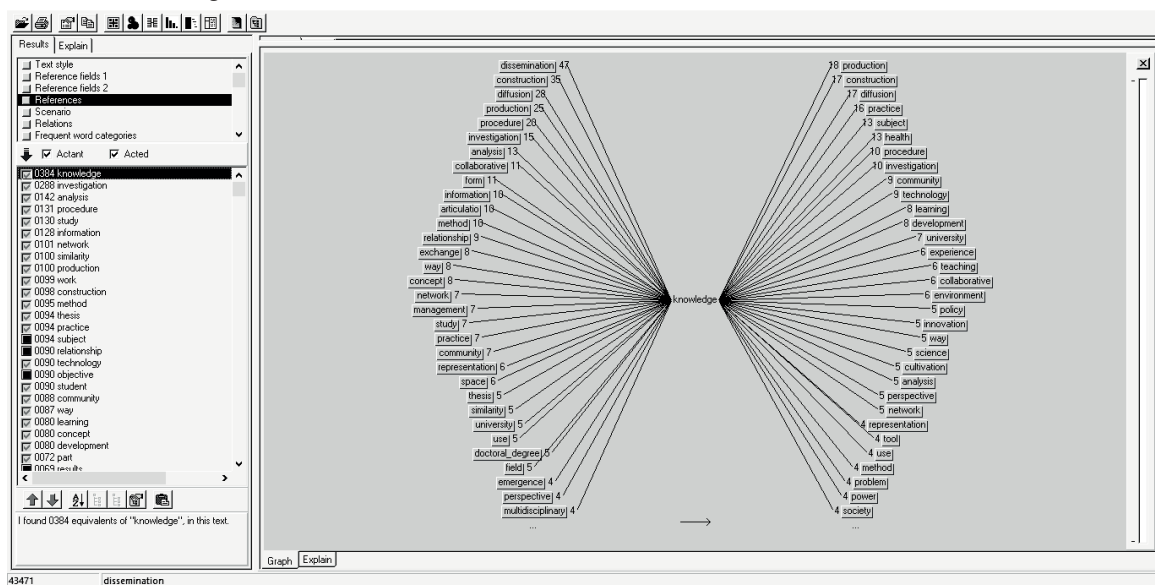 Results
Explain
Text style
Reference fields 1
Reference fields 2
References
Scenario
Relations
Frequent word categories
Actant
Acted
0384 knowledge
0288 investigation
0142 analysis
0131 procedure
0130 study
0128 information
0101 network
0100 similarity
0100 production
0099 work
0098 construction
0095 method
0094 thesis
0094 practice
0094 subject
0090 relationship
0090 technology
0090 objective
0090 student
0088 community
0087 way
0080 learning
0080 concept
0080 development
0072 part
0069 results
I found 0384 equivalents of "knowledge", in this text.
dissemination 47
construction 35
diffusion 28
production 25
procedure 20
investigation 15
analysis 13
collaborative 11
form 11
information 10
articulatio 10
method 10
relationship 9
exchange 8
way 8
concept 8
network 7
management 7
study 7
practice 7
community 7
representation 6
space 6
thesis 5
similarity 5
university 5
use 5
doctoral_degree 5
field 5
emergence 4
perspective 4
multidisciplinary 4
...
knowledge
18 production
17 construction
17 diffusion
16 practice
13 subject
13 health
10 procedure
10 investigation
9 community
9 technology
8 learning
8 development
7 university
6 experience
6 teaching
6 collaborative
6 environment
5 policy
5 innovation
5 way
5 science
5 cultivation
5 analysis
5 perspective
5 network
4 representation
4 tool
4 use
4 method
4 problem
4 power
4 society
...
Graph
Explain
43471
dissemination